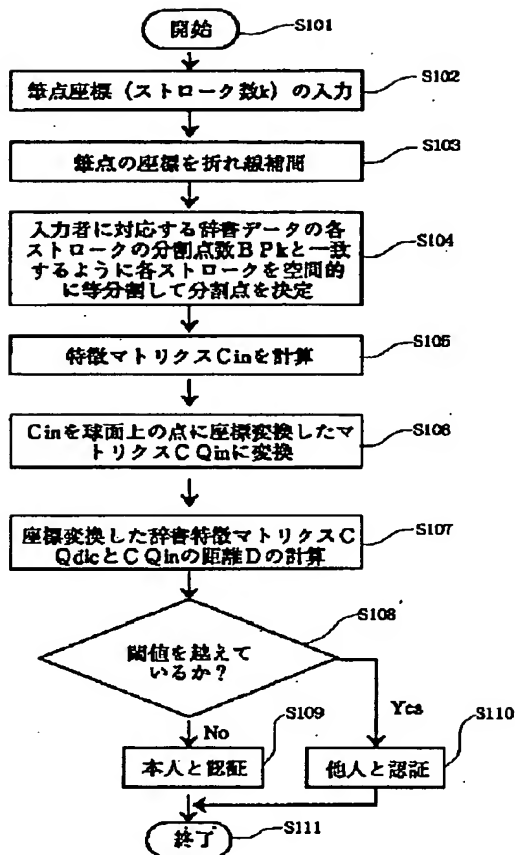 開始
S101
筆点座標（ストローク数k）の入力
S102
筆点の座標を折れ線補間
S103
入力者に対応する辞書データの各
ストロークの分割点数BPkと一致
するように各ストロークを空間的
に等分割して分割点を決定
S104
特徴マトリクスCinを計算
S105
Cinを球面上の点に座標変換したマ
トリクスCQinに変換
S106
座標変換した辞書特徴マトリクスC
QdicとCQinの距離Dの計算
S107
閾値を越えて
いるか？
S108
No
Yes
本人と認証
S109
他人と認証
S110
終了
S111